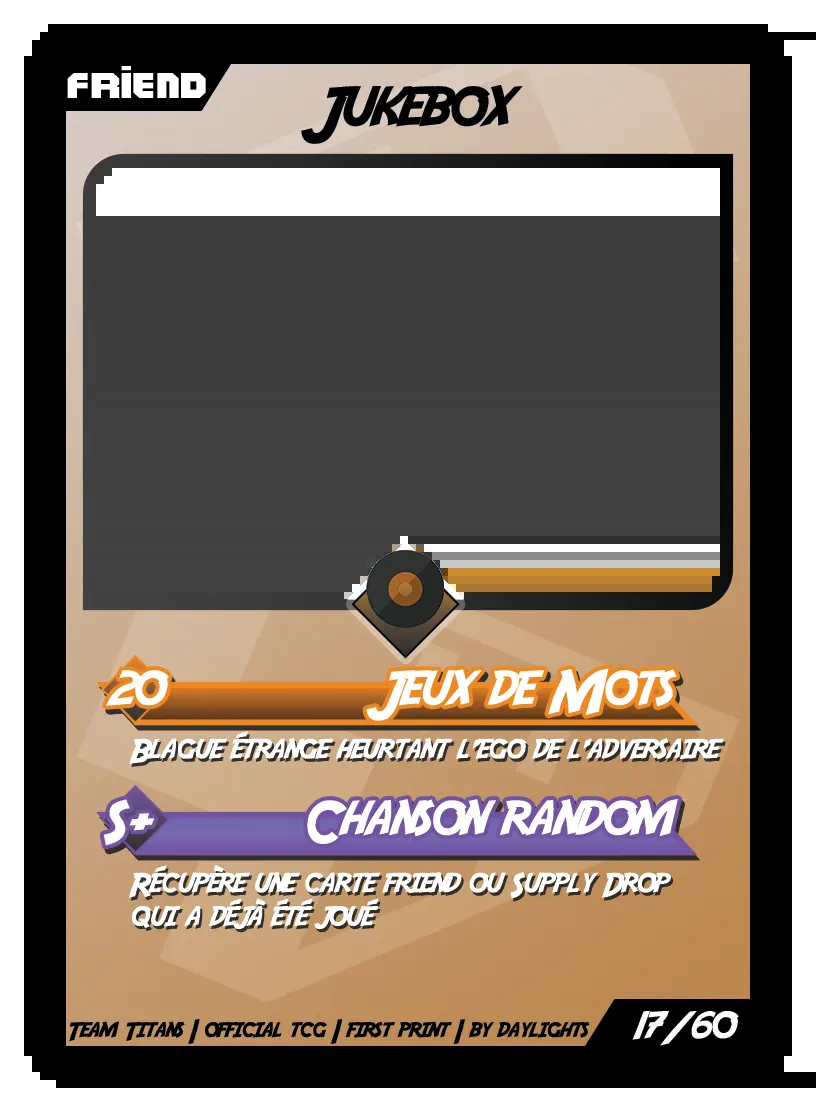 FRIEND
JUKEBOX
20
JEUX DE MOTS
BLAGUE ÉTRANGE HEURTANT L'EGO DE L'ADVERSAIRE
S+
CHANSON RANDOM
RÉCUPÈRE UNE CARTE FRIEND OU SUPPLY DROP
QUI A DÉJÀ ÉTÉ JOUÉ
TEAM TITANS | OFFICIAL TCG | FIRST PRINT | BY DAYLIGHTS
17/60